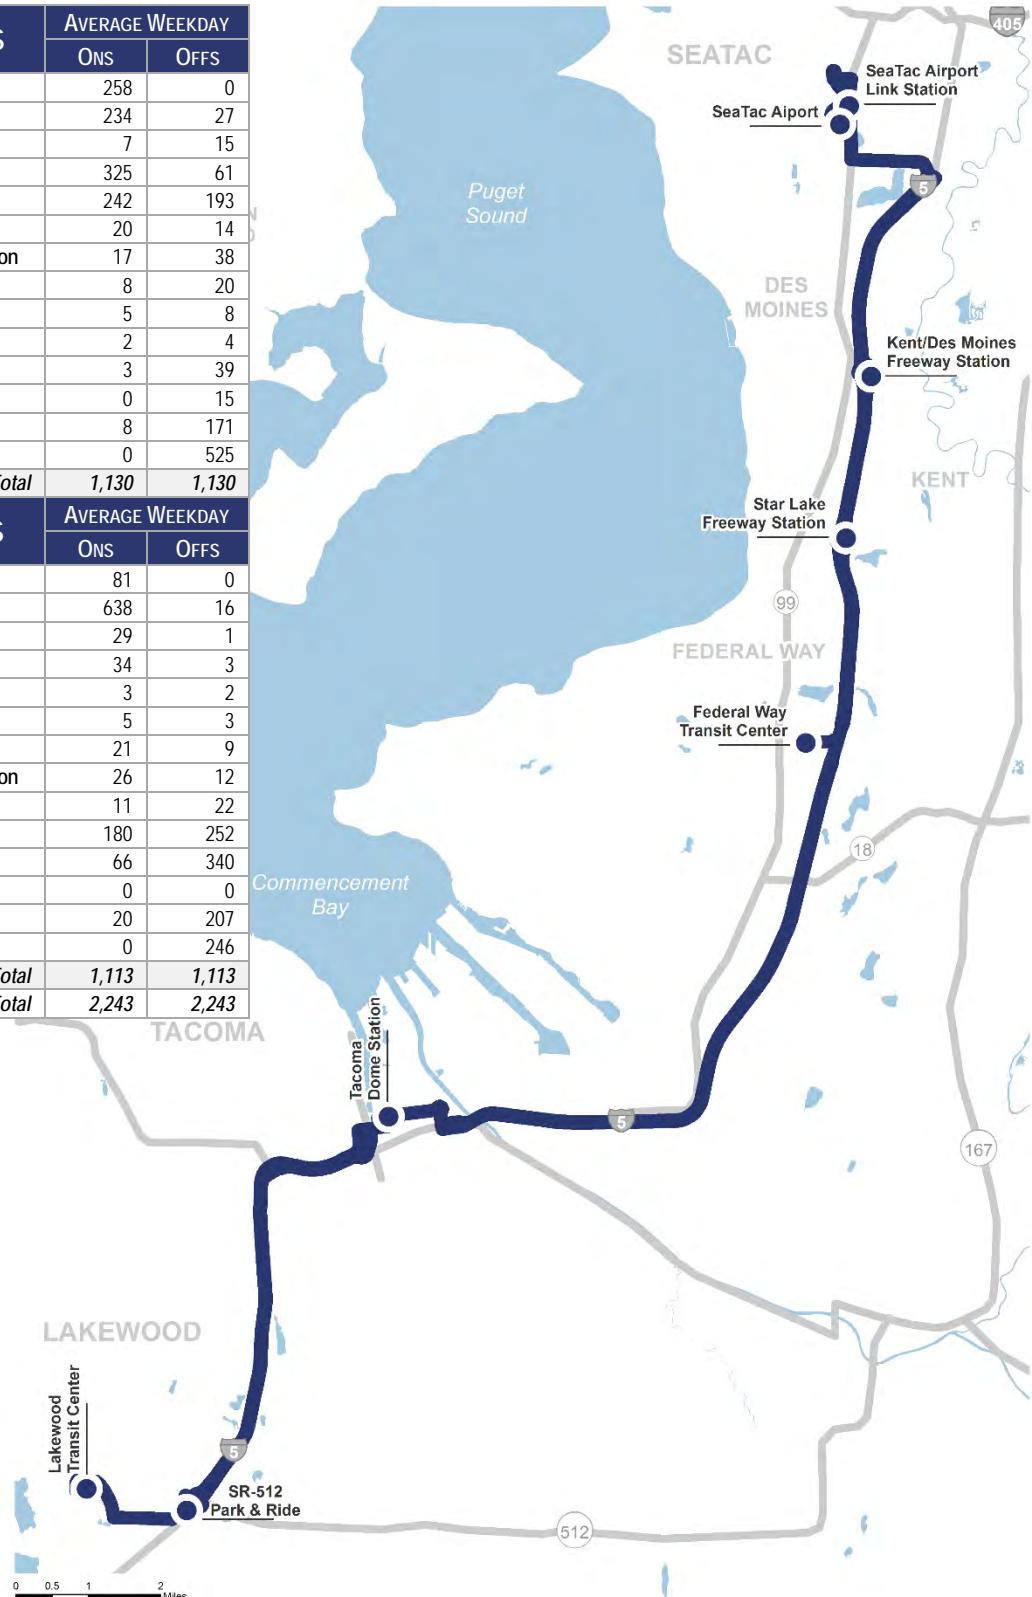 S AVERAGE WEEKDAY
ONS OFFS
258 0
234 27
7 15
325 61
242 193
20 14
on 17 38
8 20
5 8
2 4
3 39
0 15
8 171
0 525
Total 1,130 1,130
S AVERAGE WEEKDAY
ONS OFFS
81 0
638 16
29 1
34 3
3 2
5 3
21 9
on 26 12
11 22
180 252
66 340
0 0
20 207
0 246
Total 1,113 1,113
Total 2,243 2,243
405
SEATAC
SeaTac Airport
Link Station
SeaTac Aiport
5
Puget
Sound
N
DES
MOINES
Kent/Des Moines
Freeway Station
KENT
Star Lake
Freeway Station
99
FEDERAL WAY
Federal Way
Transit Center
18
Commencement
Bay
TACOMA
Tacoma
Dome Station
5
167
LAKEWOOD
Lakewood
Transit Center
5
SR-512
Park & Ride
512
0 0.5 1 2
Miles